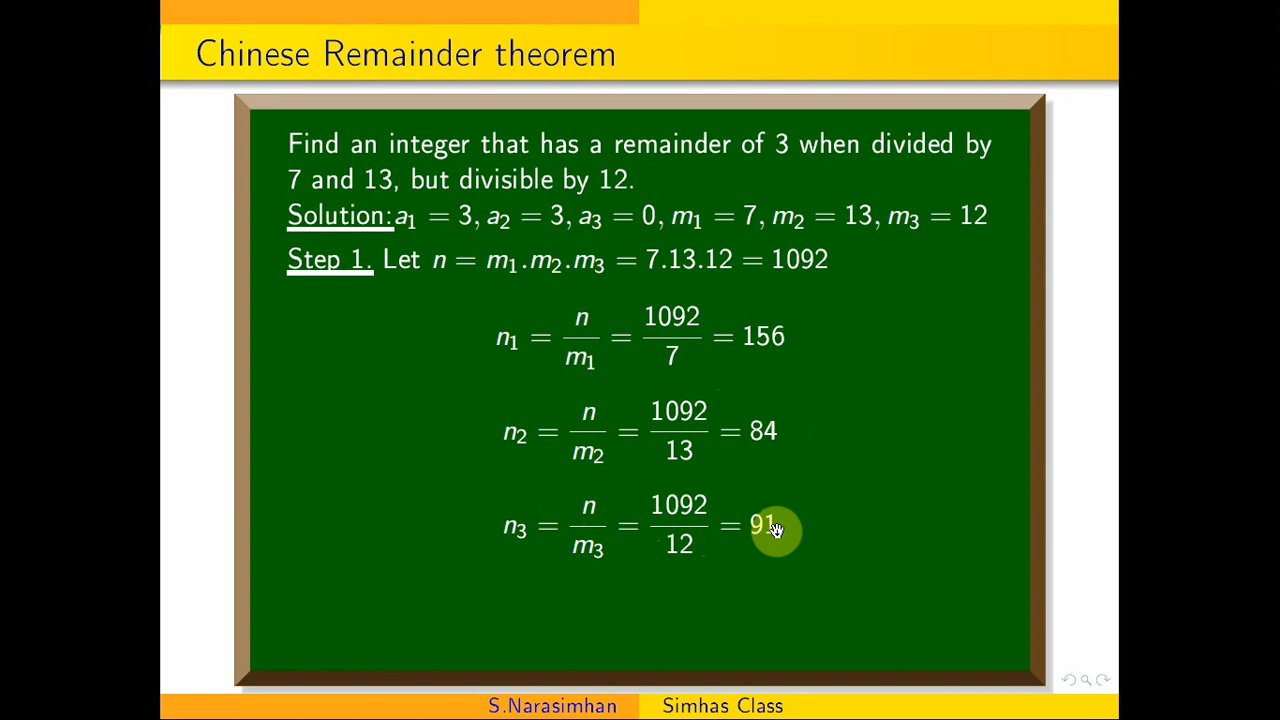 Chinese Remainder theorem
Find an integer that has a remainder of 3 when divided by
7 and 13, but divisible by 12.
Solution:a₁ = 3, a₂ = 3, a₃ = 0, m₁ = 7, m₂ = 13, m₃ = 12
Step 1. Let n = m₁.m₂.m₃ = 7.13.12 = 1092
n₁ = n/m₁ = 1092/7 = 156
n₂ = n/m₂ = 1092/13 = 84
n₃ = n/m₃ = 1092/12 = 91
S.Narasimhan Simhas Class